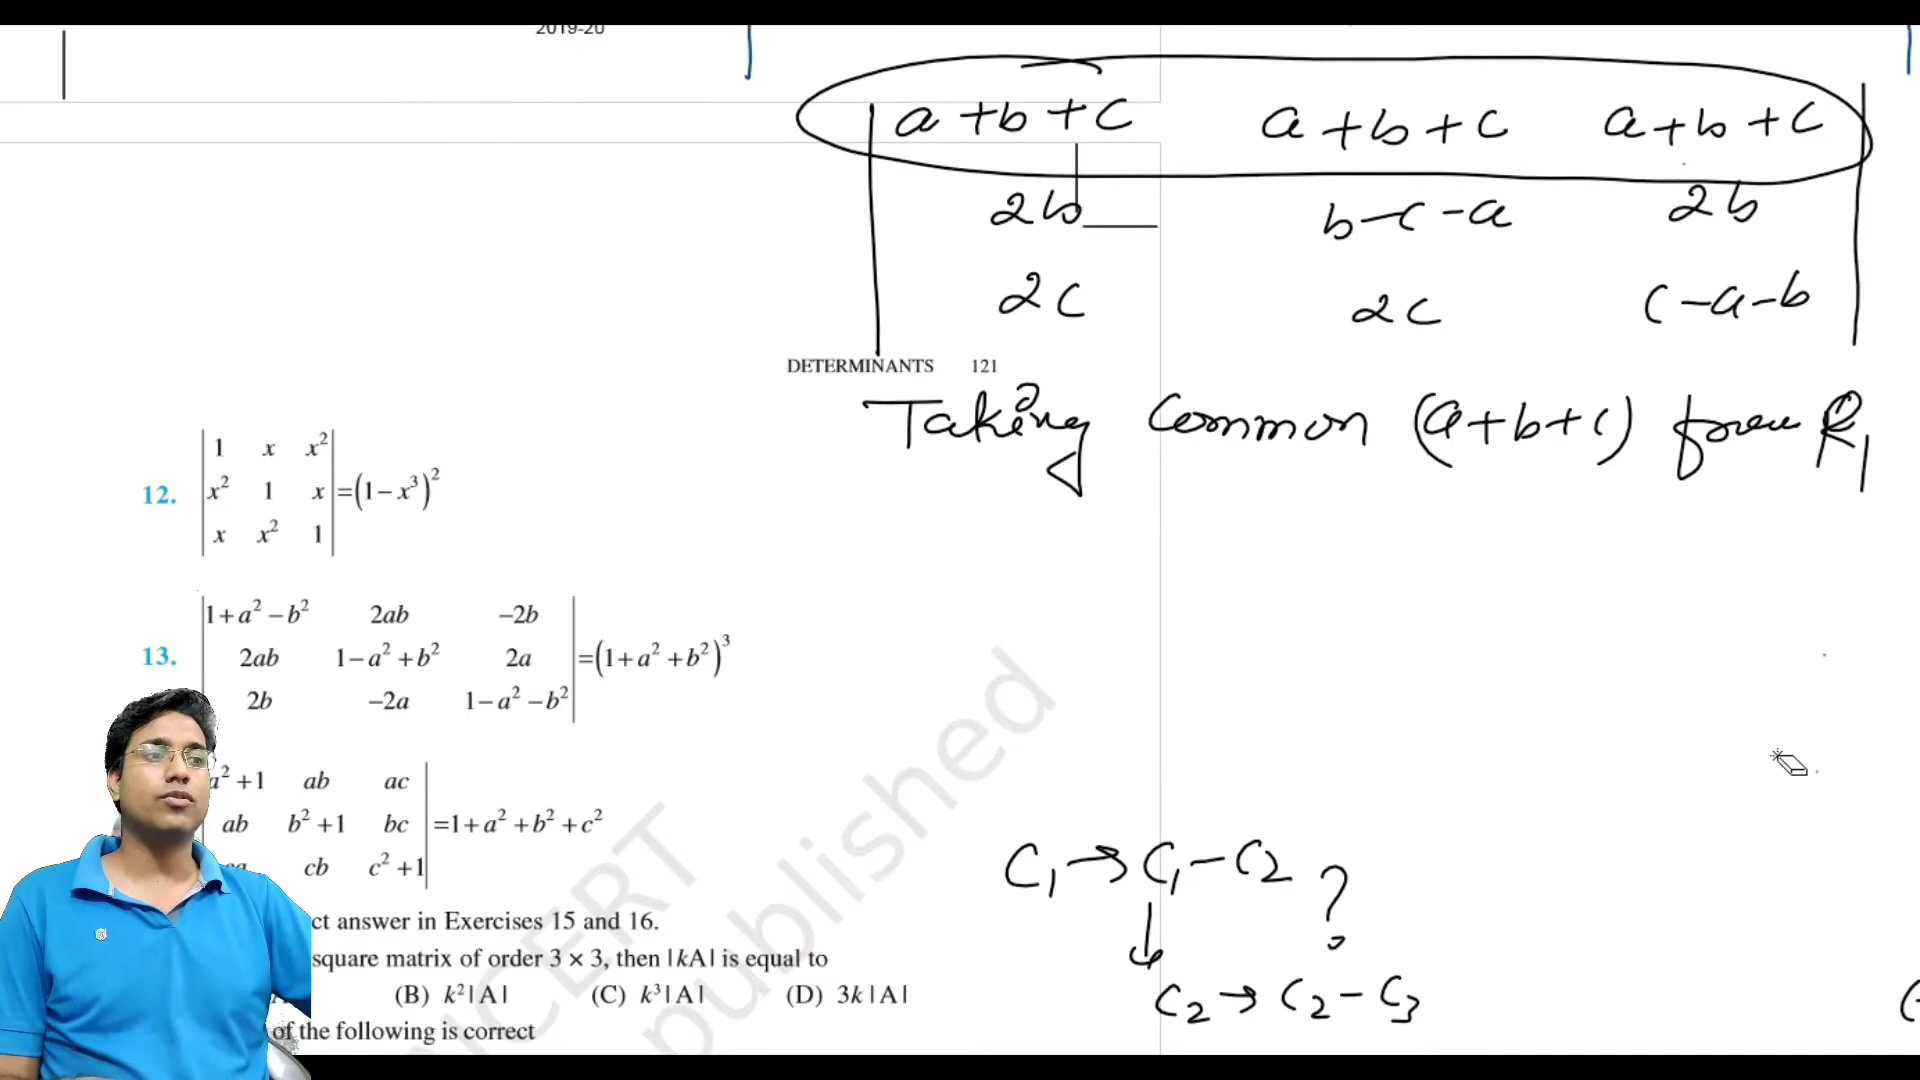 2019-20
a+b+c a+b+c a+b+c
2b b-c-a 2b
2c 2c c-a-b
DETERMINANTS 121
Taking Common (a+b+c) from R₁
12. |1 x x²
x² 1 x
x x² 1| =(1−x³)²
13. |1+a²−b² 2ab −2b
2ab 1−a²+b² 2a
2b −2a 1−a²−b²| =(1+a²+b²)³
a²+1 ab ac
ab b²+1 bc =1+a²+b²+c²
cb c²+1
C₁→C₁−C₂ ?
↓
C₂→C₂−C₃
ct answer in Exercises 15 and 16.
square matrix of order 3 × 3, then |kA| is equal to
(B) k²|A| (C) k³|A| (D) 3k|A|
of the following is correct
NCERT
published